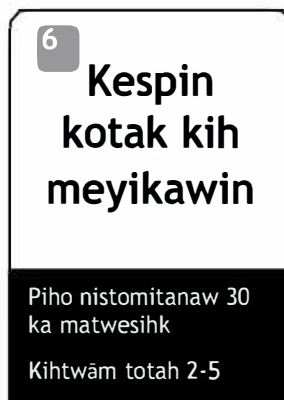 6
Kespin
kotak kih
meyikawin
Piho nistomitanaw 30
ka matwesihk
Kihtwām totah 2-5